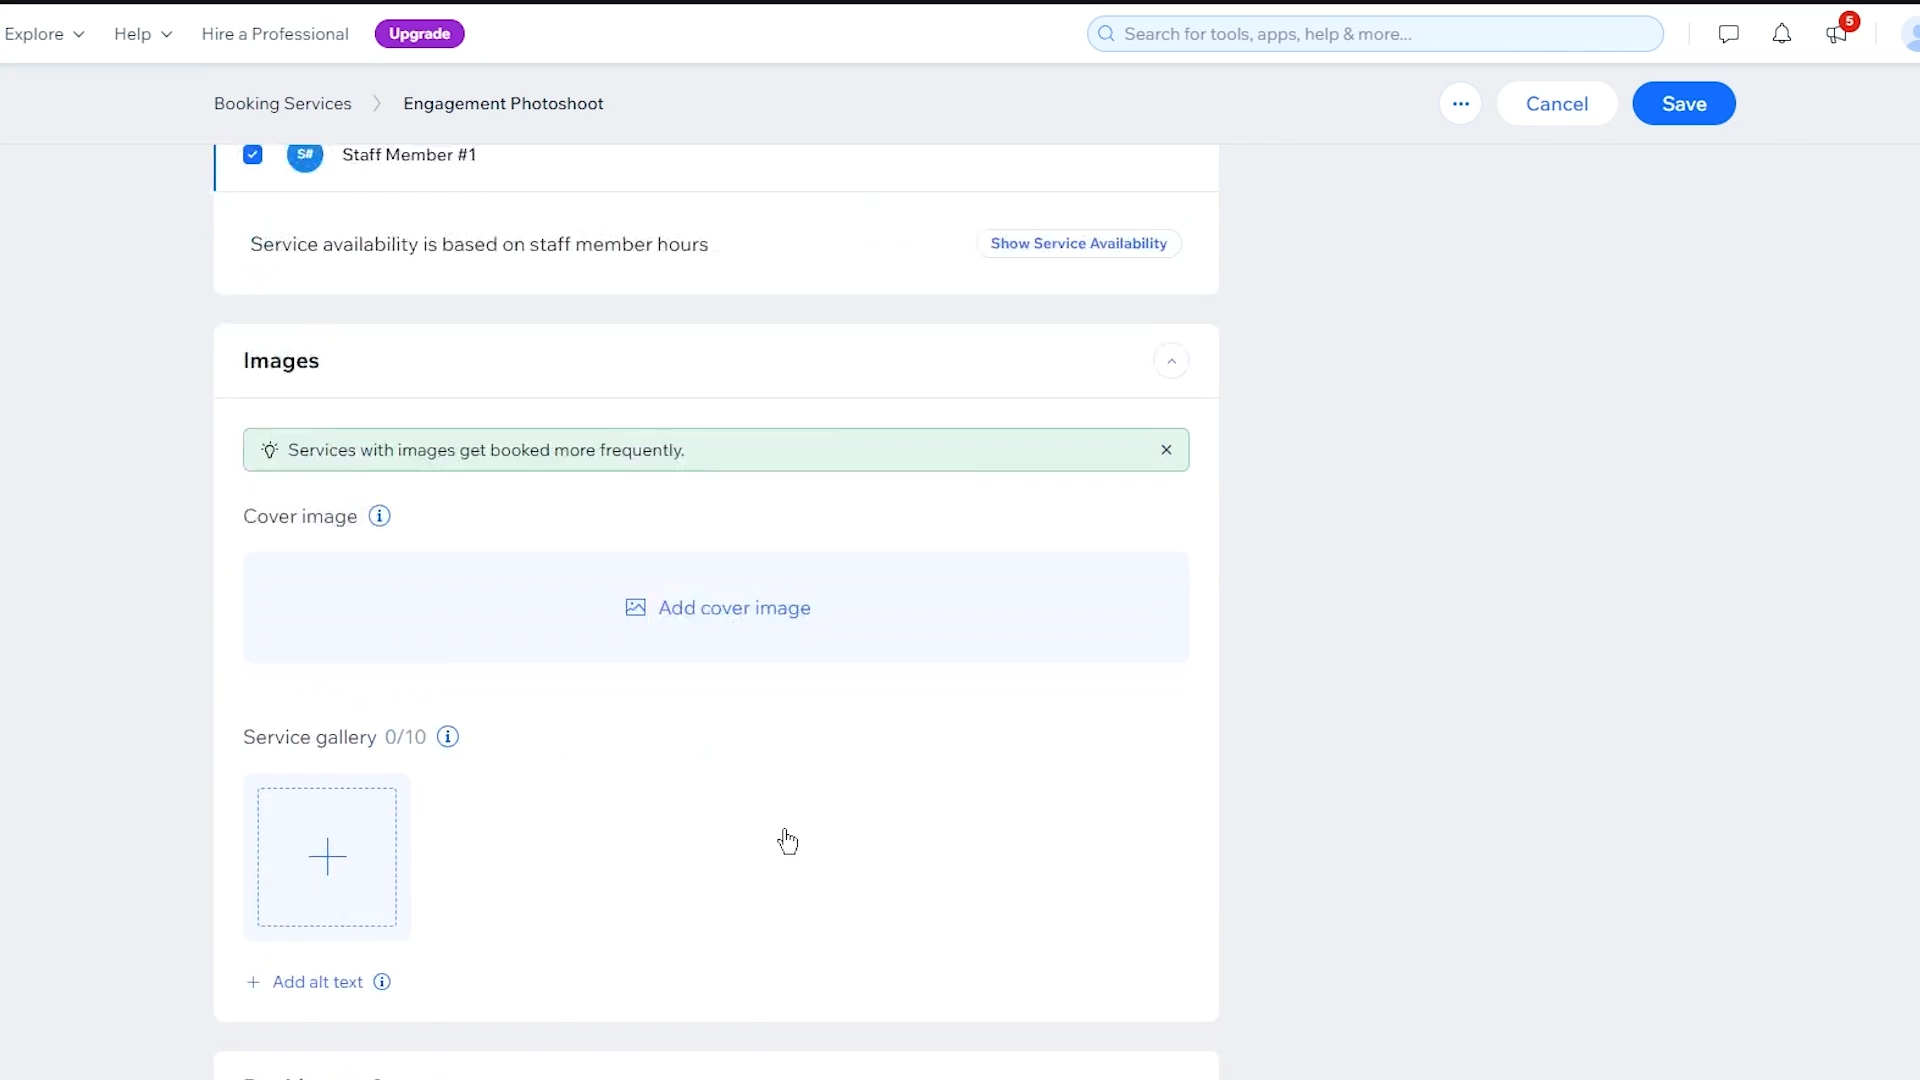 Explore Help Hire a Professional Upgrade Search for tools, apps, help & more... 5
Booking Services Engagement Photoshoot Cancel Save
S# Staff Member #1
Service availability is based on staff member hours Show Service Availability
Images
Services with images get booked more frequently.
Cover image
Add cover image
Service gallery 0/10
Add alt text